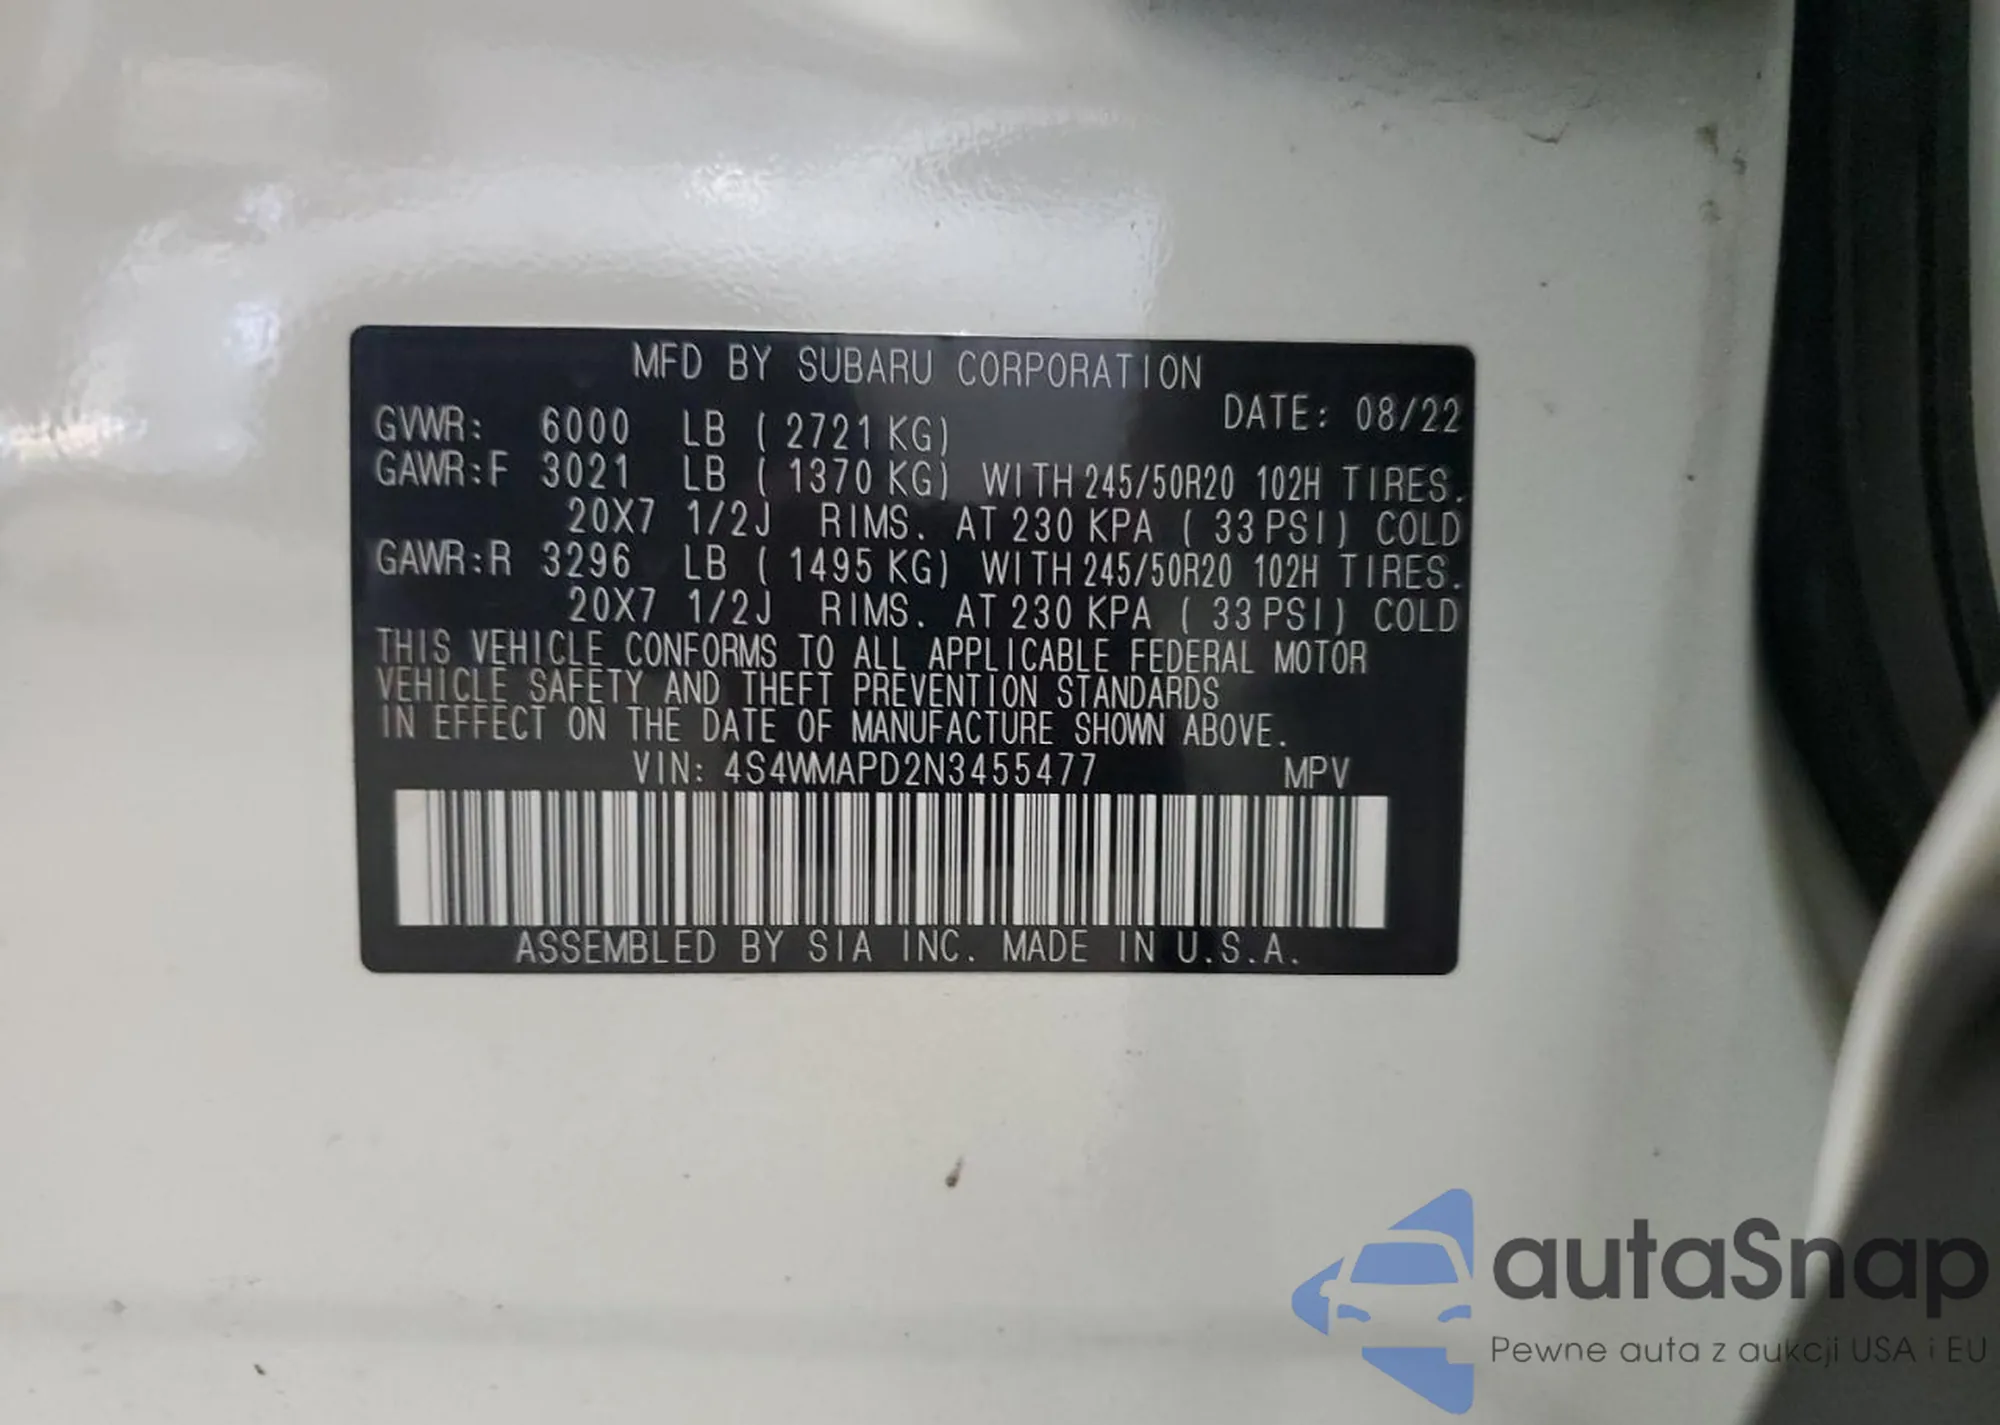 MFD BY SUBARU CORPORATION
DATE: 08/22
GVWR: 6000 LB ( 2721 KG)
GAWR:F 3021 LB ( 1370 KG) WITH 245/50R20 102H TIRES.
20X7 1/2J RIMS. AT 230 KPA ( 33 PSI) COLD
GAWR:R 3296 LB ( 1495 KG) WITH 245/50R20 102H TIRES.
20X7 1/2J RIMS. AT 230 KPA ( 33 PSI) COLD
THIS VEHICLE CONFORMS TO ALL APPLICABLE FEDERAL MOTOR
VEHICLE SAFETY AND THEFT PREVENTION STANDARDS
IN EFFECT ON THE DATE OF MANUFACTURE SHOWN ABOVE.
VIN: 4S4WMAPD2N3455477 MPV
ASSEMBLED BY SIA INC. MADE IN U.S.A.
autaSnap
Pewne auta z aukcji USA i EU